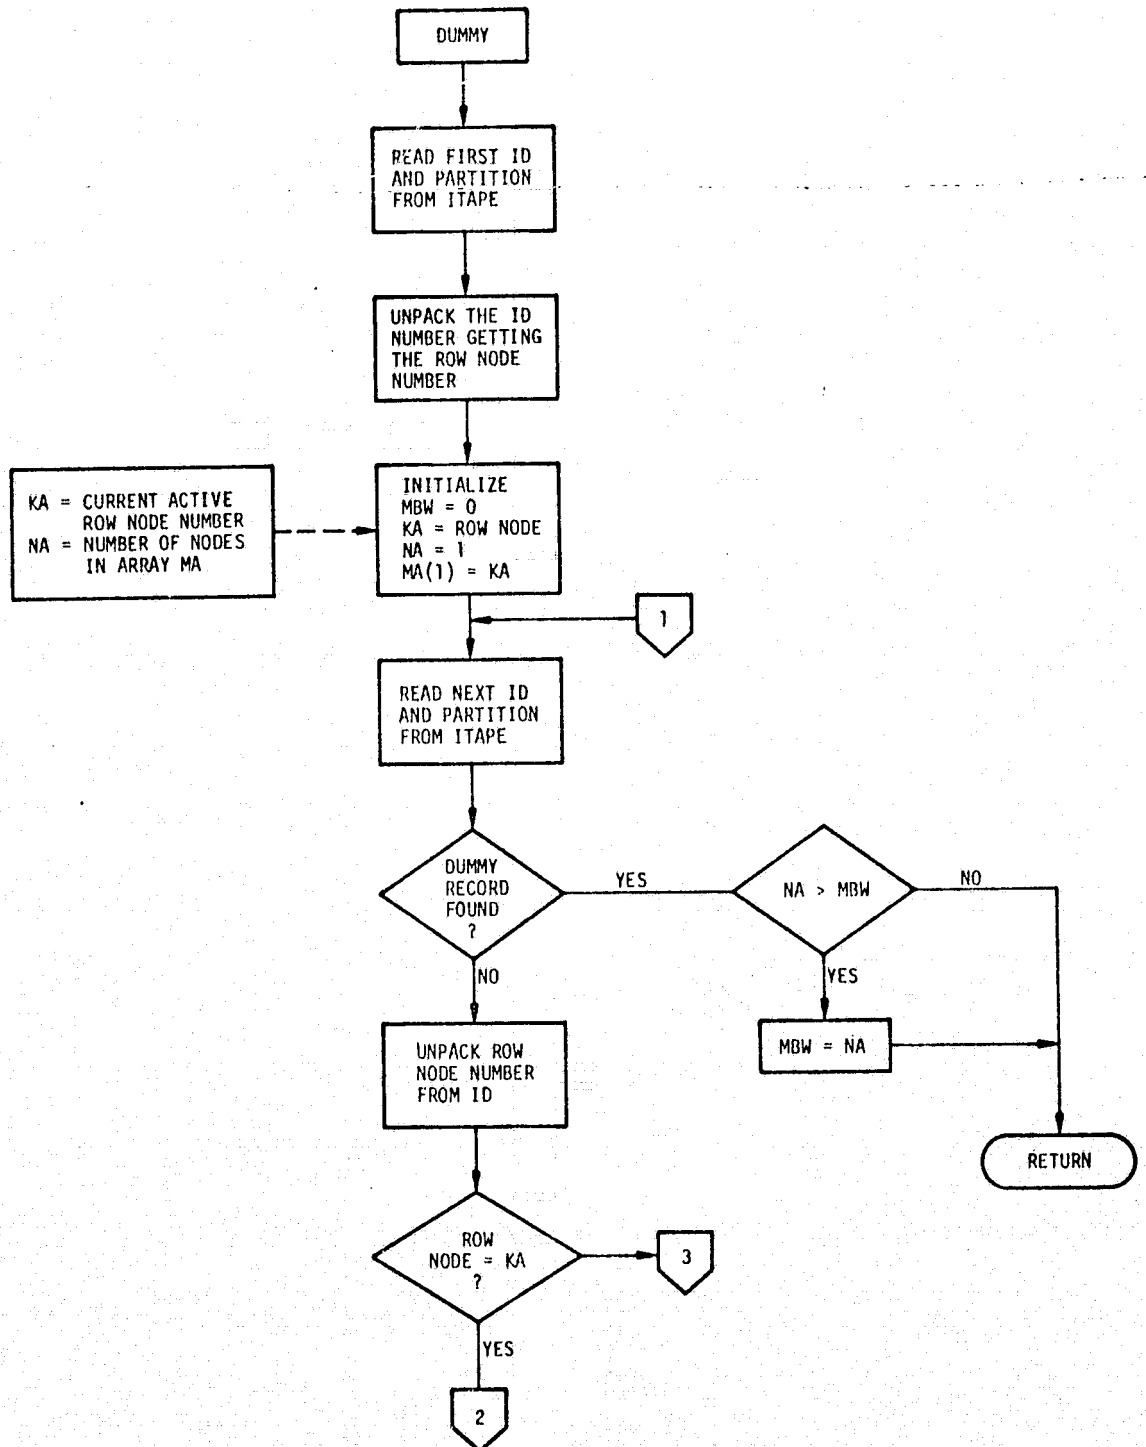 DUMMY
READ FIRST ID
AND PARTITION
FROM ITAPE
UNPACK THE ID
NUMBER GETTING
THE ROW NODE
NUMBER
KA = CURRENT ACTIVE
ROW NODE NUMBER
NA = NUMBER OF NODES
IN ARRAY MA
INITIALIZE
MBW = 0
KA = ROW NODE
NA = 1
MA(1) = KA
1
READ NEXT ID
AND PARTITION
FROM ITAPE
DUMMY
RECORD
FOUND
?
YES
NA > MBW
NO
NO
YES
MBW = NA
UNPACK ROW
NODE NUMBER
FROM ID
RETURN
ROW
NODE = KA
?
3
YES
2